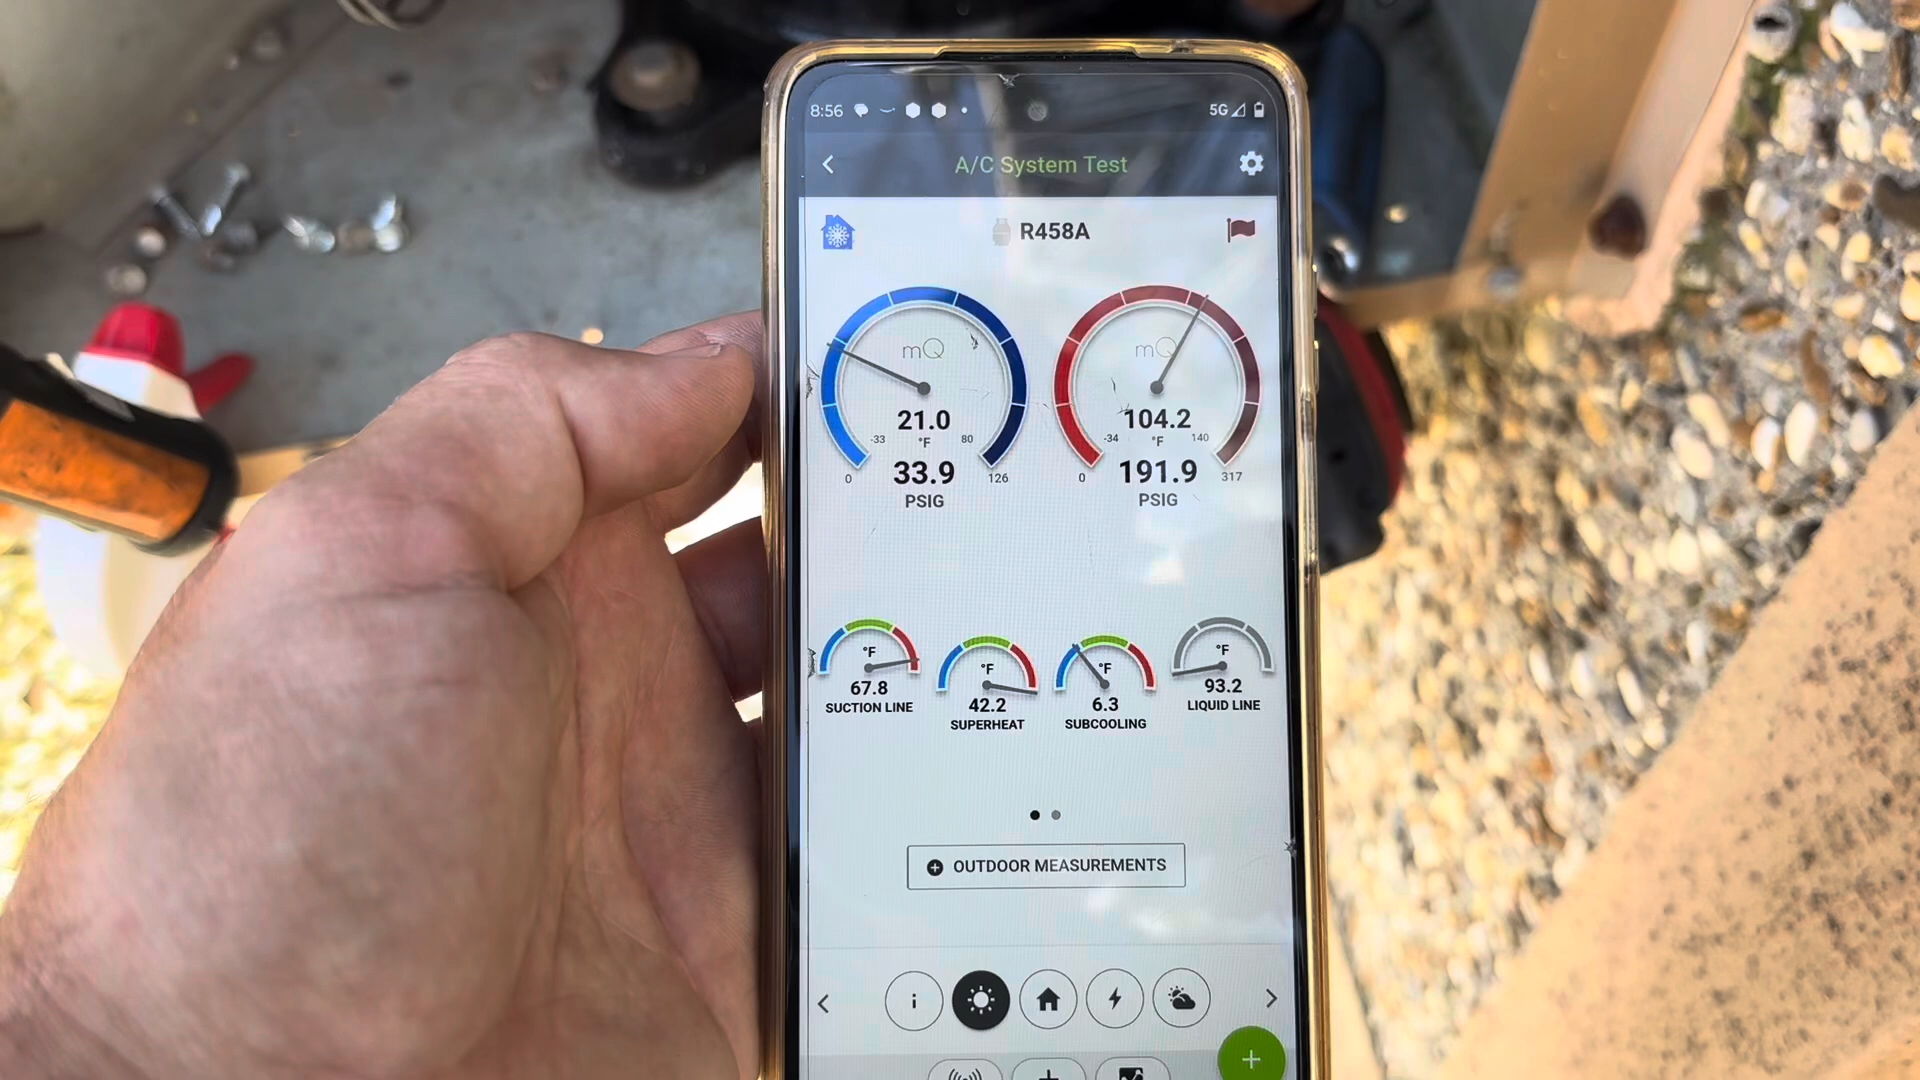 8:56
5G
A/C System Test
R458A
mQ
21.0
°F
-33
80
33.9
0
126
PSIG
mQ
104.2
°F
-34
140
191.9
0
317
PSIG
°F
67.8
SUCTION LINE
°F
42.2
SUPERHEAT
°F
6.3
SUBCOOLING
°F
93.2
LIQUID LINE
OUTDOOR MEASUREMENTS
i